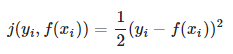 j(y_i, f(x_i)) = \frac{1}{2}(y_i − f(x_i))^2